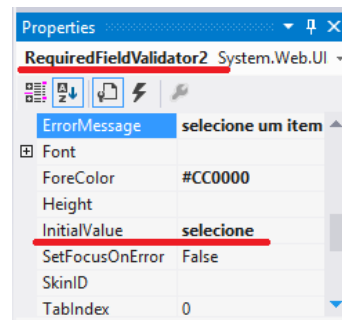 Properties
RequiredFieldValidator2 System.Web.UI
ErrorMessage selecione um item
Font
ForeColor #CC0000
Height
InitialValue selecione
SetFocusOnError False
SkinID
TabIndex 0